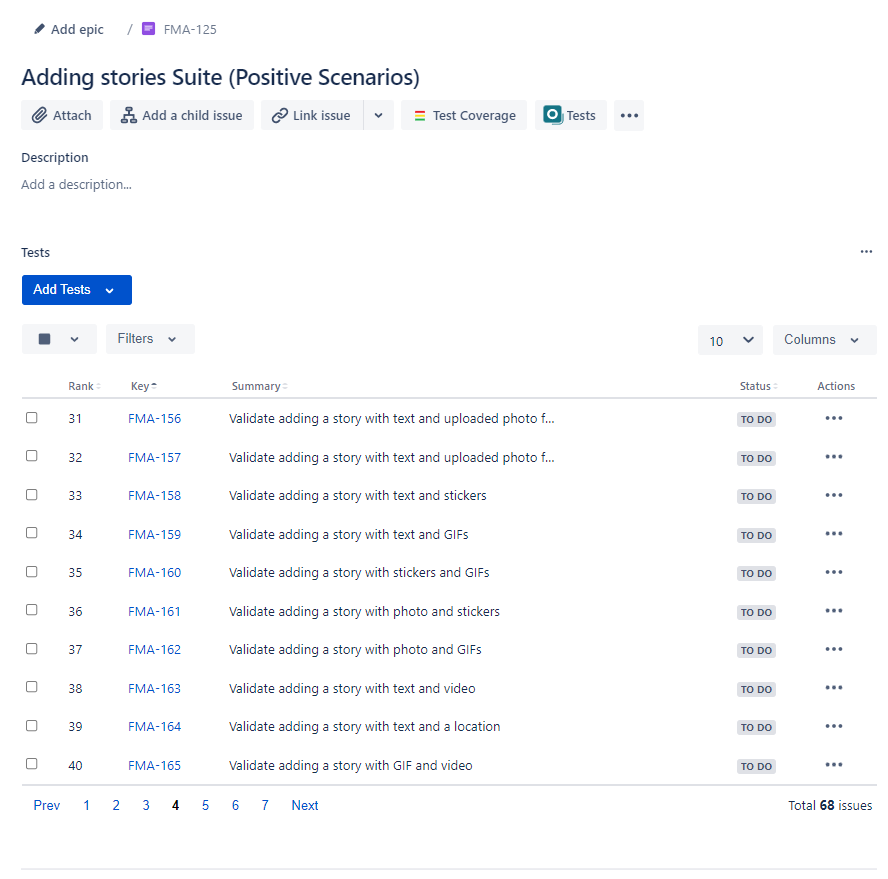 Add epic / FMA-125
Adding stories Suite (Positive Scenarios)
Attach Add a child issue Link issue Test Coverage Tests
Description
Add a description...
Tests
Add Tests
Filters 10 Columns
Rank Key Summary Status Actions
31 FMA-156 Validate adding a story with text and uploaded photo f... TO DO
32 FMA-157 Validate adding a story with text and uploaded photo f... TO DO
33 FMA-158 Validate adding a story with text and stickers TO DO
34 FMA-159 Validate adding a story with text and GIFs TO DO
35 FMA-160 Validate adding a story with stickers and GIFs TO DO
36 FMA-161 Validate adding a story with photo and stickers TO DO
37 FMA-162 Validate adding a story with photo and GIFs TO DO
38 FMA-163 Validate adding a story with text and video TO DO
39 FMA-164 Validate adding a story with text and a location TO DO
40 FMA-165 Validate adding a story with GIF and video TO DO
Prev 1 2 3 4 5 6 7 Next Total 68 issues